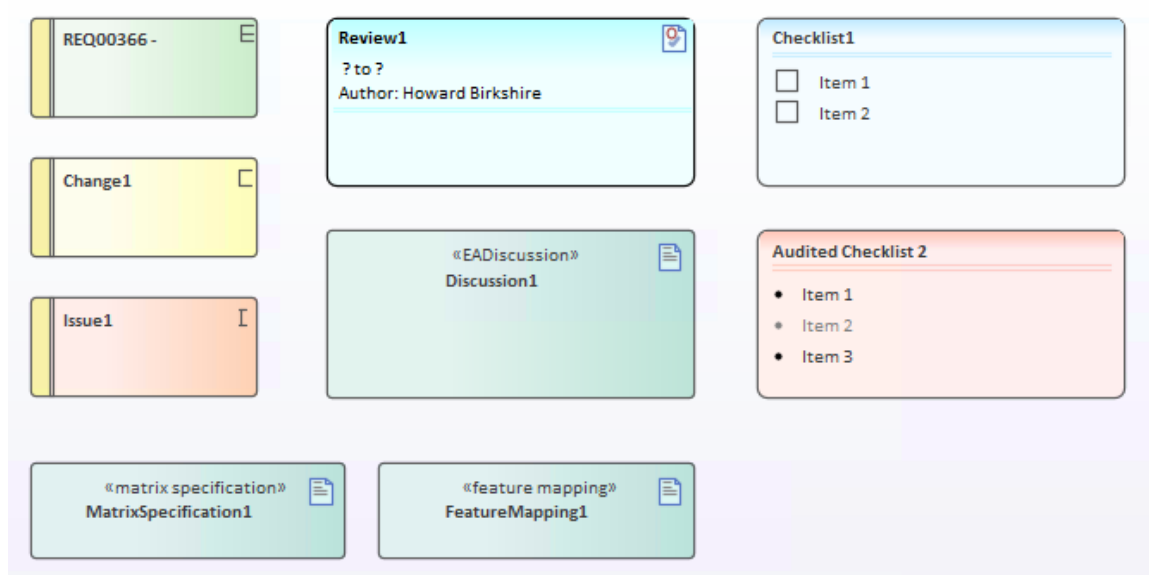 REQ00366 -
E
Review1
? to ?
Author: Howard Birkshire
Checklist1
Item 1
Item 2
Change1
«EADiscussion»
Discussion1
Audited Checklist 2
• Item 1
• Item 2
• Item 3
Issue1
I
«matrix specification»
MatrixSpecification1
«feature mapping»
FeatureMapping1